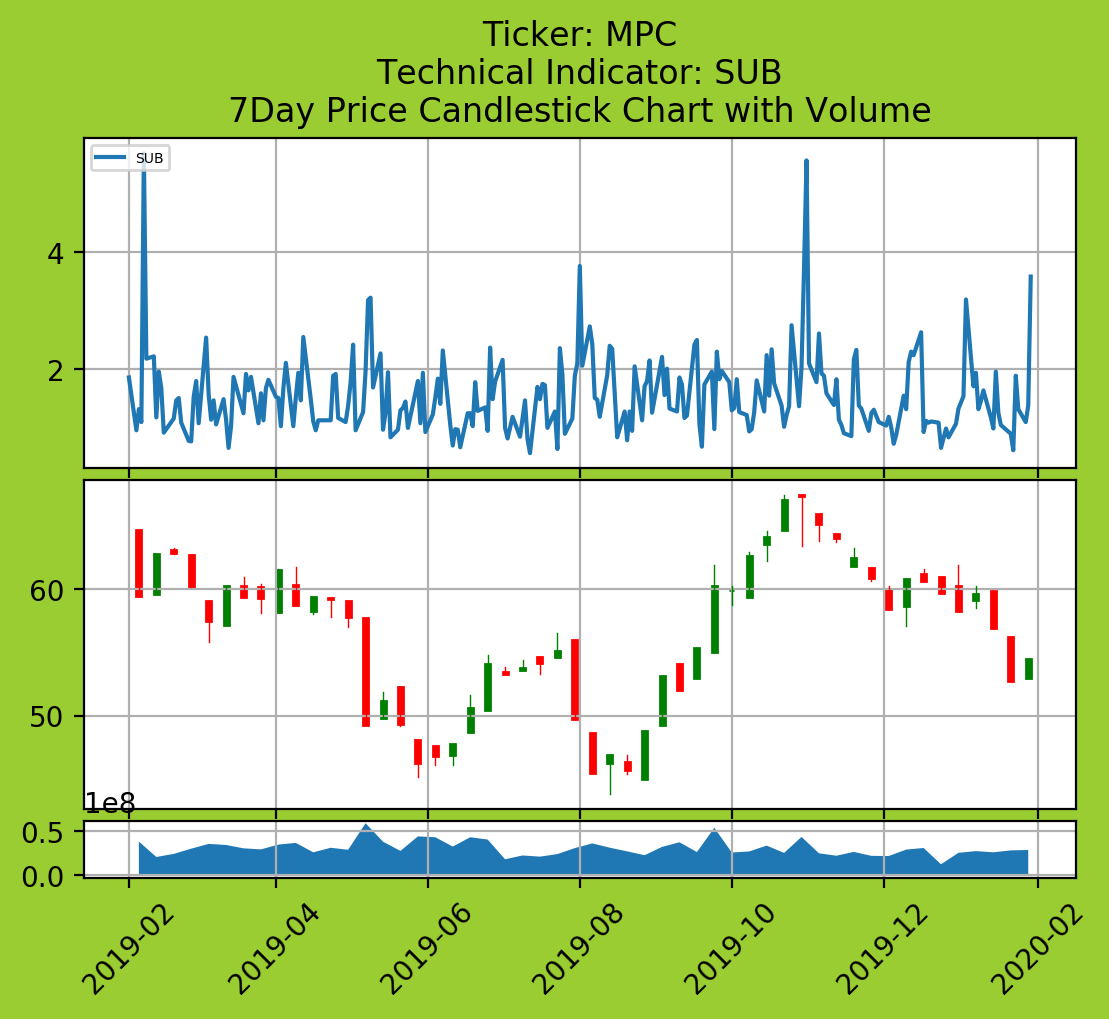 Ticker: MPC
Technical Indicator: SUB
7Day Price Candlestick Chart with Volume
SUB
4
2
60
50
1e8
0.5
0.0
2019-02
2019-04
2019-06
2019-08
2019-10
2019-12
2020-02